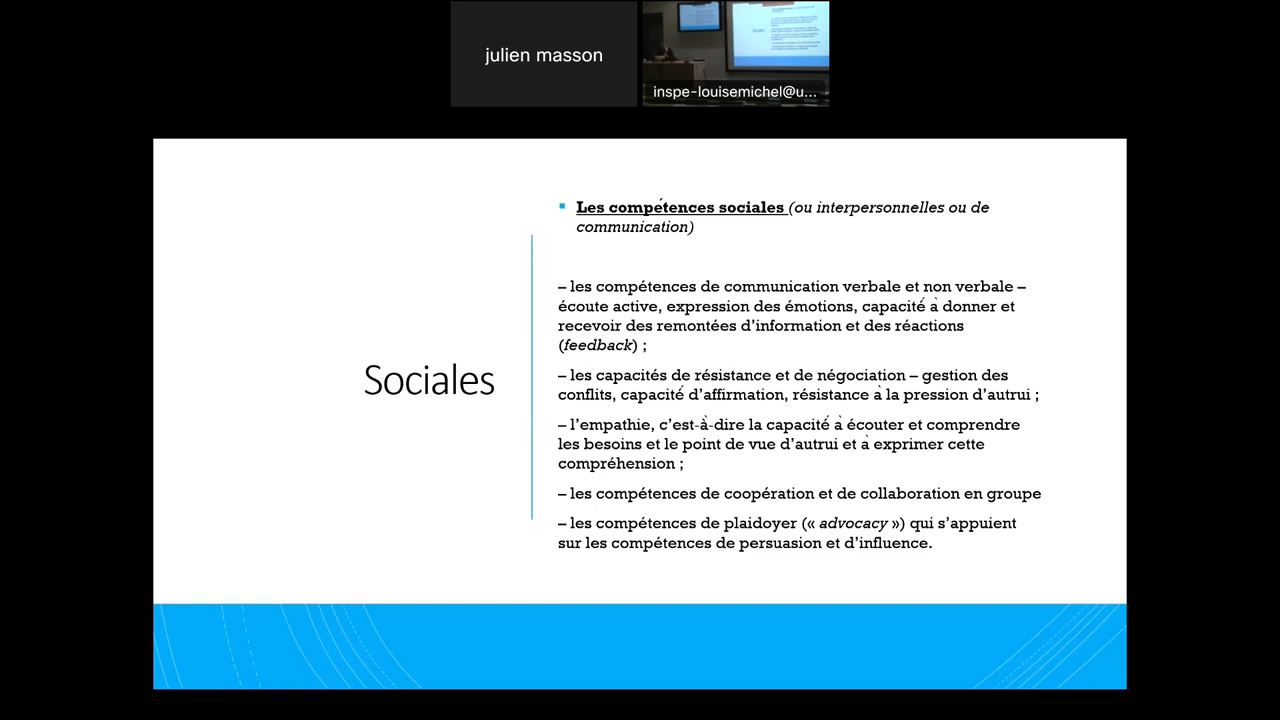 julien masson
inspe-louisemichel@u...
Les compétences sociales (ou interpersonnelles ou de
communication)
– les compétences de communication verbale et non verbale –
écoute active, expression des émotions, capacité à donner et
recevoir des remontées d’information et des réactions
(feedback) ;
Sociales
– les capacités de résistance et de négociation – gestion des
conflits, capacité d’affirmation, résistance à la pression d’autrui ;
– l’empathie, c’est-à-dire la capacité à écouter et comprendre
les besoins et le point de vue d’autrui et à exprimer cette
compréhension ;
– les compétences de coopération et de collaboration en groupe
– les compétences de plaidoyer (« advocacy ») qui s’appuient
sur les compétences de persuasion et d’influence.